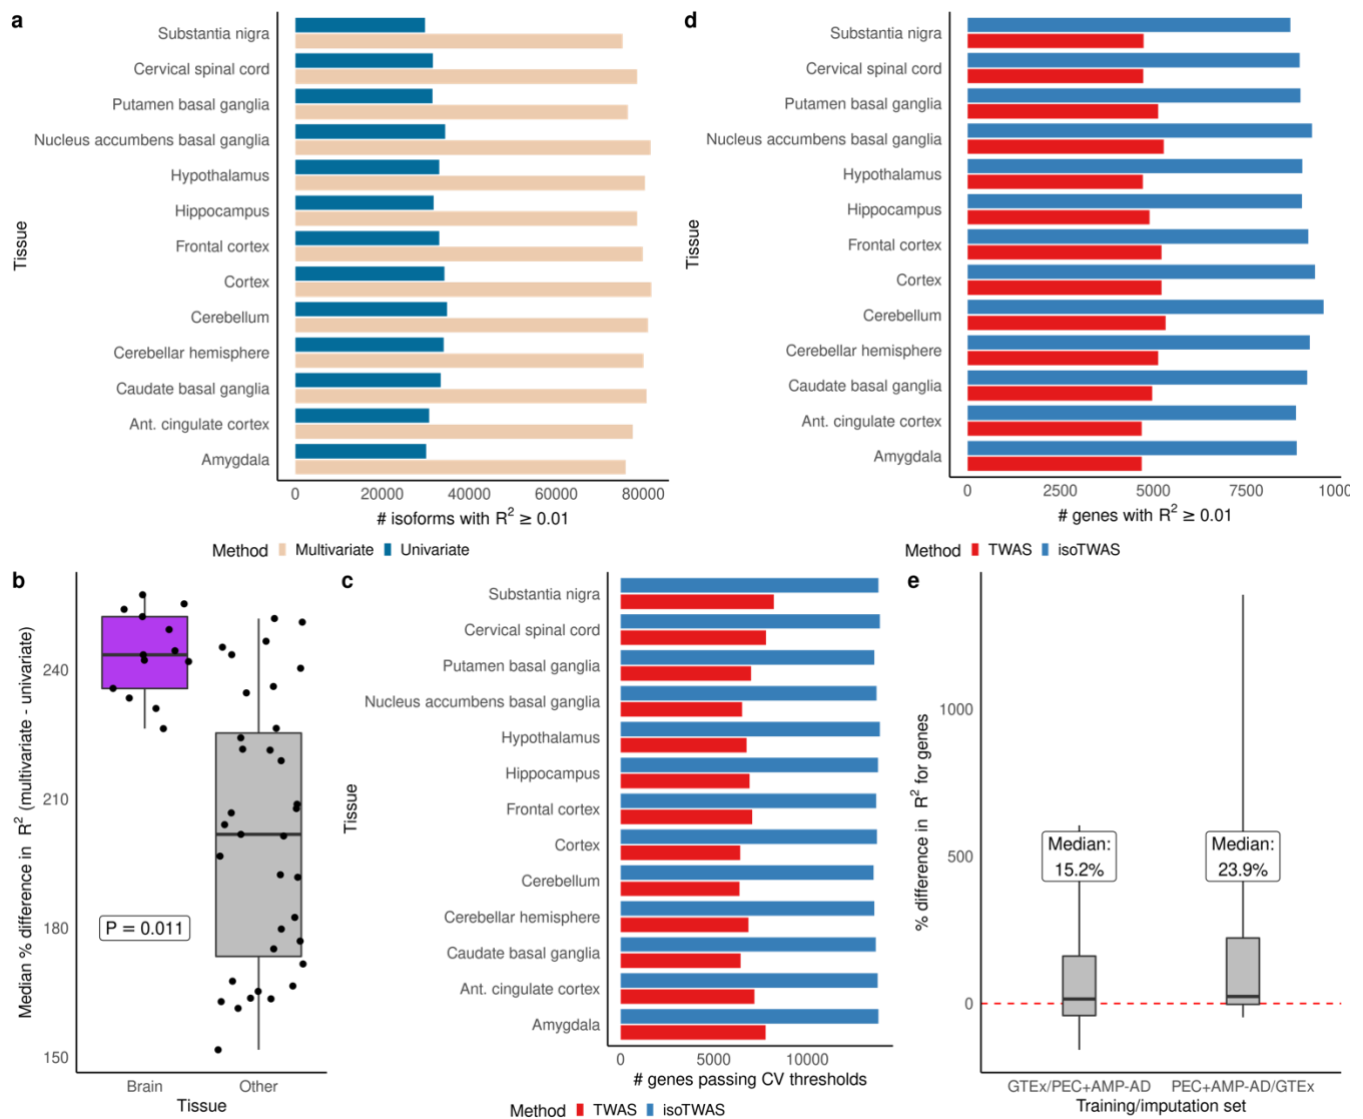 a
Tissue
Substantia nigra
Cervical spinal cord
Putamen basal ganglia
Nucleus accumbens basal ganglia
Hypothalamus
Hippocampus
Frontal cortex
Cortex
Cerebellum
Cerebellar hemisphere
Caudate basal ganglia
Ant. cingulate cortex
Amygdala
0 20000 40000 60000 80000
# isoforms with R² ≥ 0.01
Method Multivariate Univariate
d
Tissue
Substantia nigra
Cervical spinal cord
Putamen basal ganglia
Nucleus accumbens basal ganglia
Hypothalamus
Hippocampus
Frontal cortex
Cortex
Cerebellum
Cerebellar hemisphere
Caudate basal ganglia
Ant. cingulate cortex
Amygdala
0 2500 5000 7500 1000
# genes with R² ≥ 0.01
Method TWAS isoTWAS
b
Median % difference in R² (multivariate - univariate)
240
210
180
150
P = 0.011
Brain Other
Tissue
c
Tissue
Substantia nigra
Cervical spinal cord
Putamen basal ganglia
Nucleus accumbens basal ganglia
Hypothalamus
Hippocampus
Frontal cortex
Cortex
Cerebellum
Cerebellar hemisphere
Caudate basal ganglia
Ant. cingulate cortex
Amygdala
0 5000 10000
# genes passing CV thresholds
Method TWAS isoTWAS
e
% difference in R² for genes
1000
500
0
Median:
15.2%
Median:
23.9%
GTEx/PEC+AMP-AD PEC+AMP-AD/GTEx
Training/imputation set